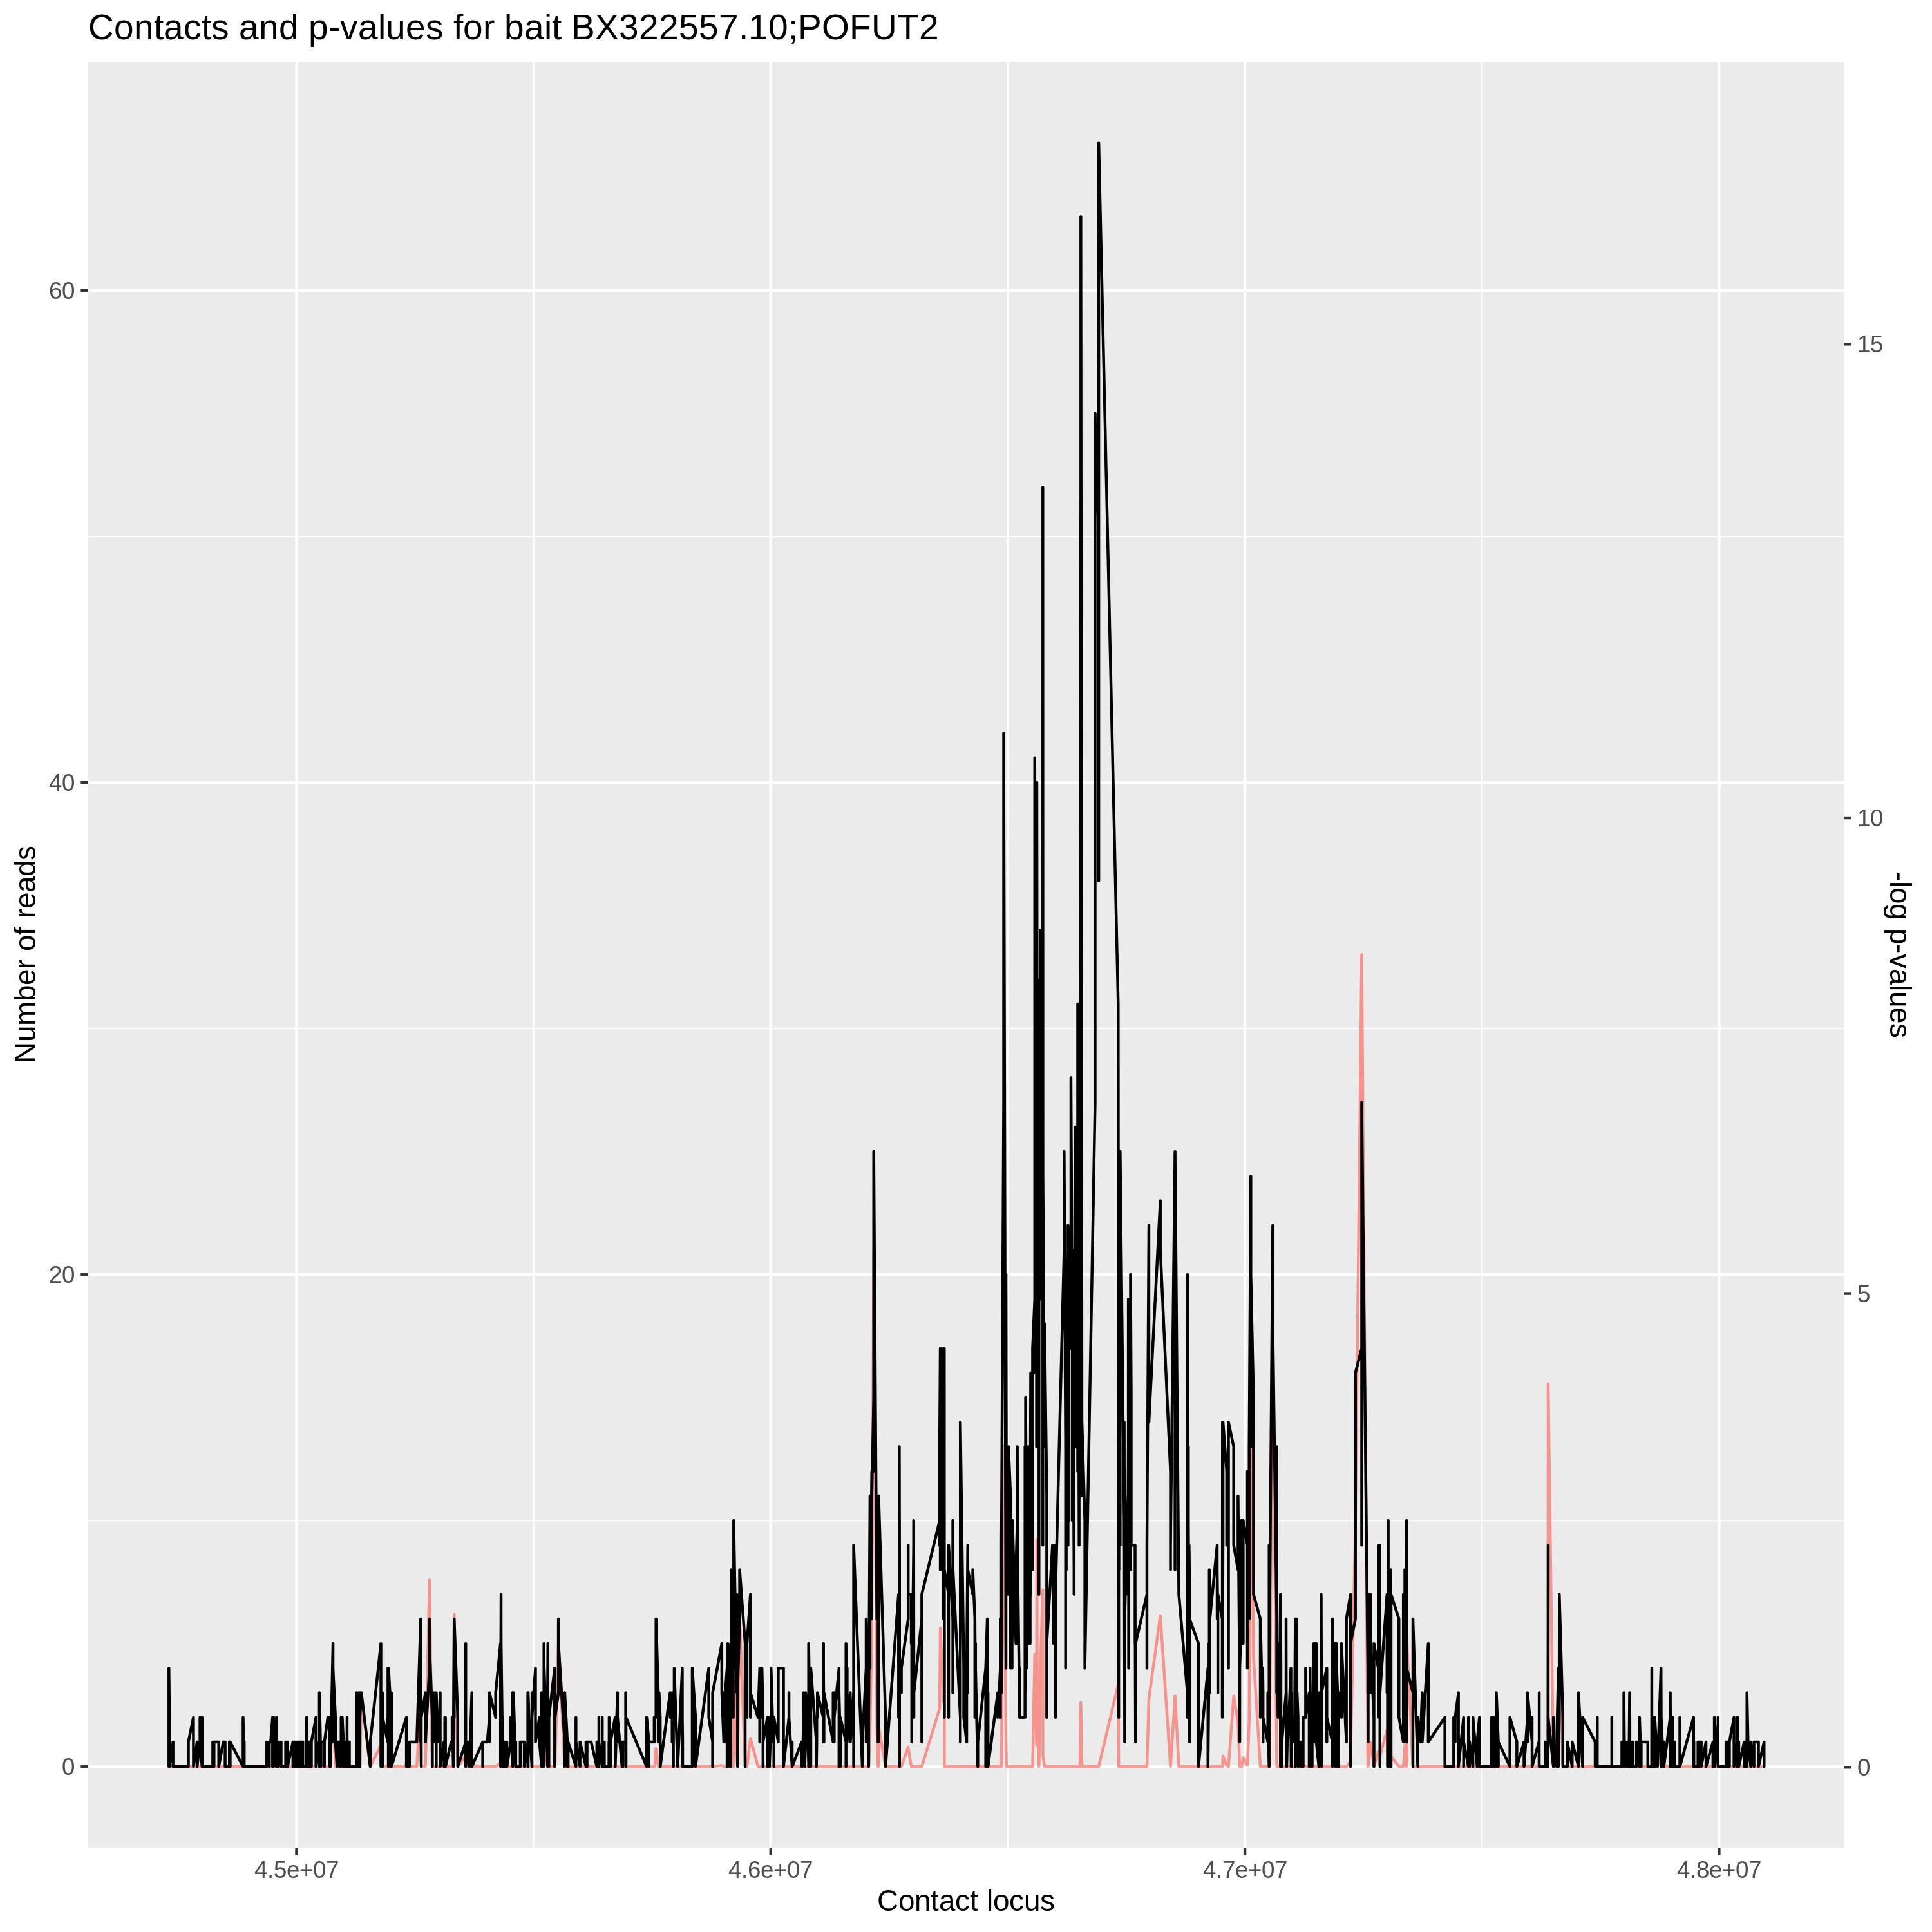 Contacts and p-values for bait BX322557.10;POFUT2
60
40
20
0
Number of reads
15
10
5
0
-log p-values
4.5e+07
4.6e+07
4.7e+07
4.8e+07
Contact locus